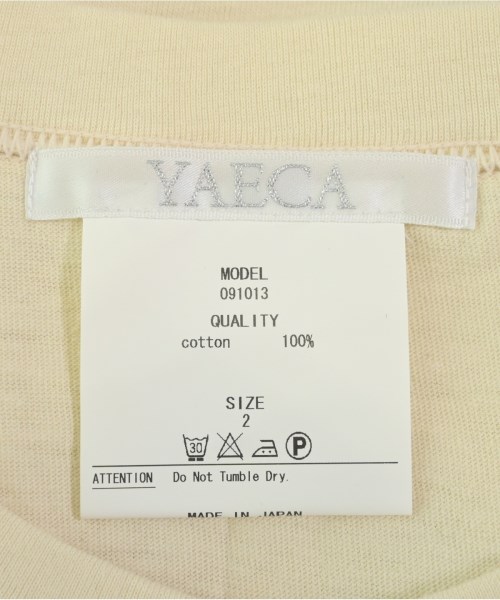 YAECA
MODEL
091013
QUALITY
cotton 100%
SIZE
2
30 P
ATTENTION Do Not Tumble Dry.
MADE IN JAPAN